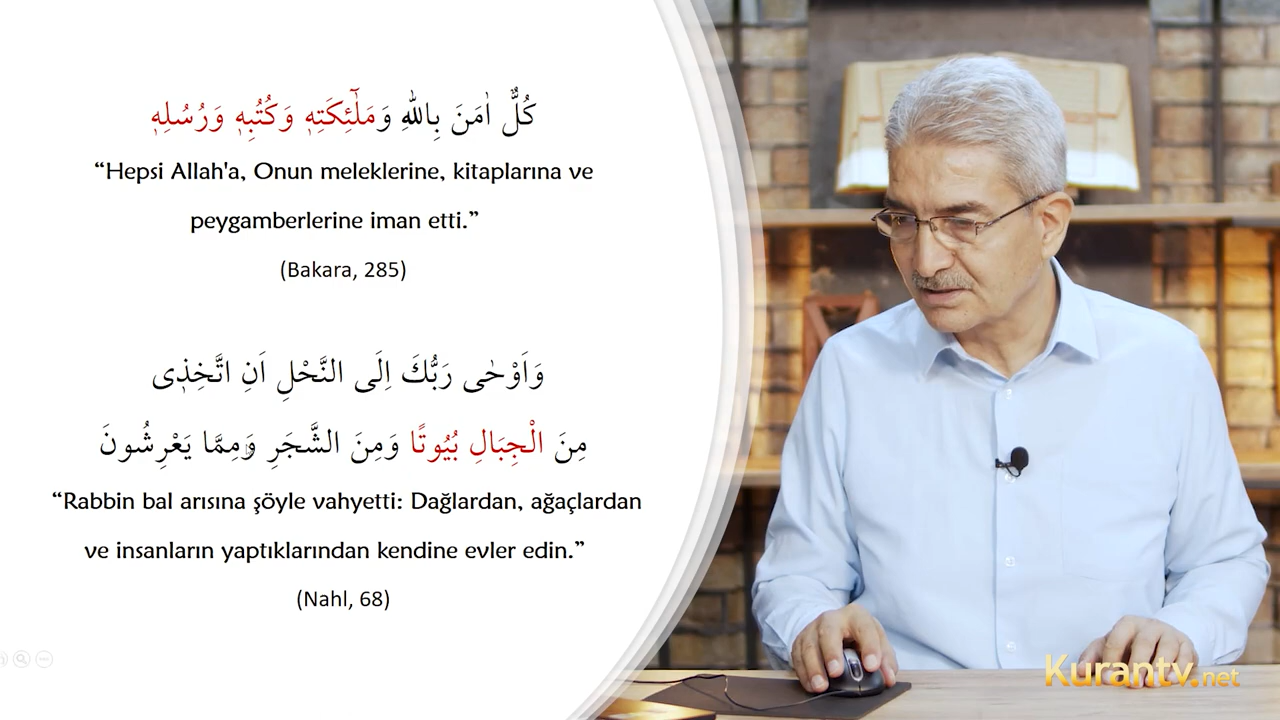 كُلٌّ اٰمَنَ بِاللّٰهِ وَمَلٰٓئِكَتِه۪ وَكُتُبِه۪ وَرُسُلِه۪
“Hepsi Allah'a, Onun meleklerine, kitaplarına ve
peygamberlerine iman etti.”
(Bakara, 285)
وَاَوْحٰى رَبُّكَ اِلَى النَّحْلِ اَنِ اتَّخِذ۪ى
مِنَ الْجِبَالِ بُيُوتًا وَمِنَ الشَّجَرِ وَمِمَّا يَعْرِشُونَ
“Rabbin bal arısına şöyle vahyetti: Dağlardan, ağaçlardan
ve insanların yaptıklarından kendine evler edin.”
(Nahl, 68)
Kurantv.net